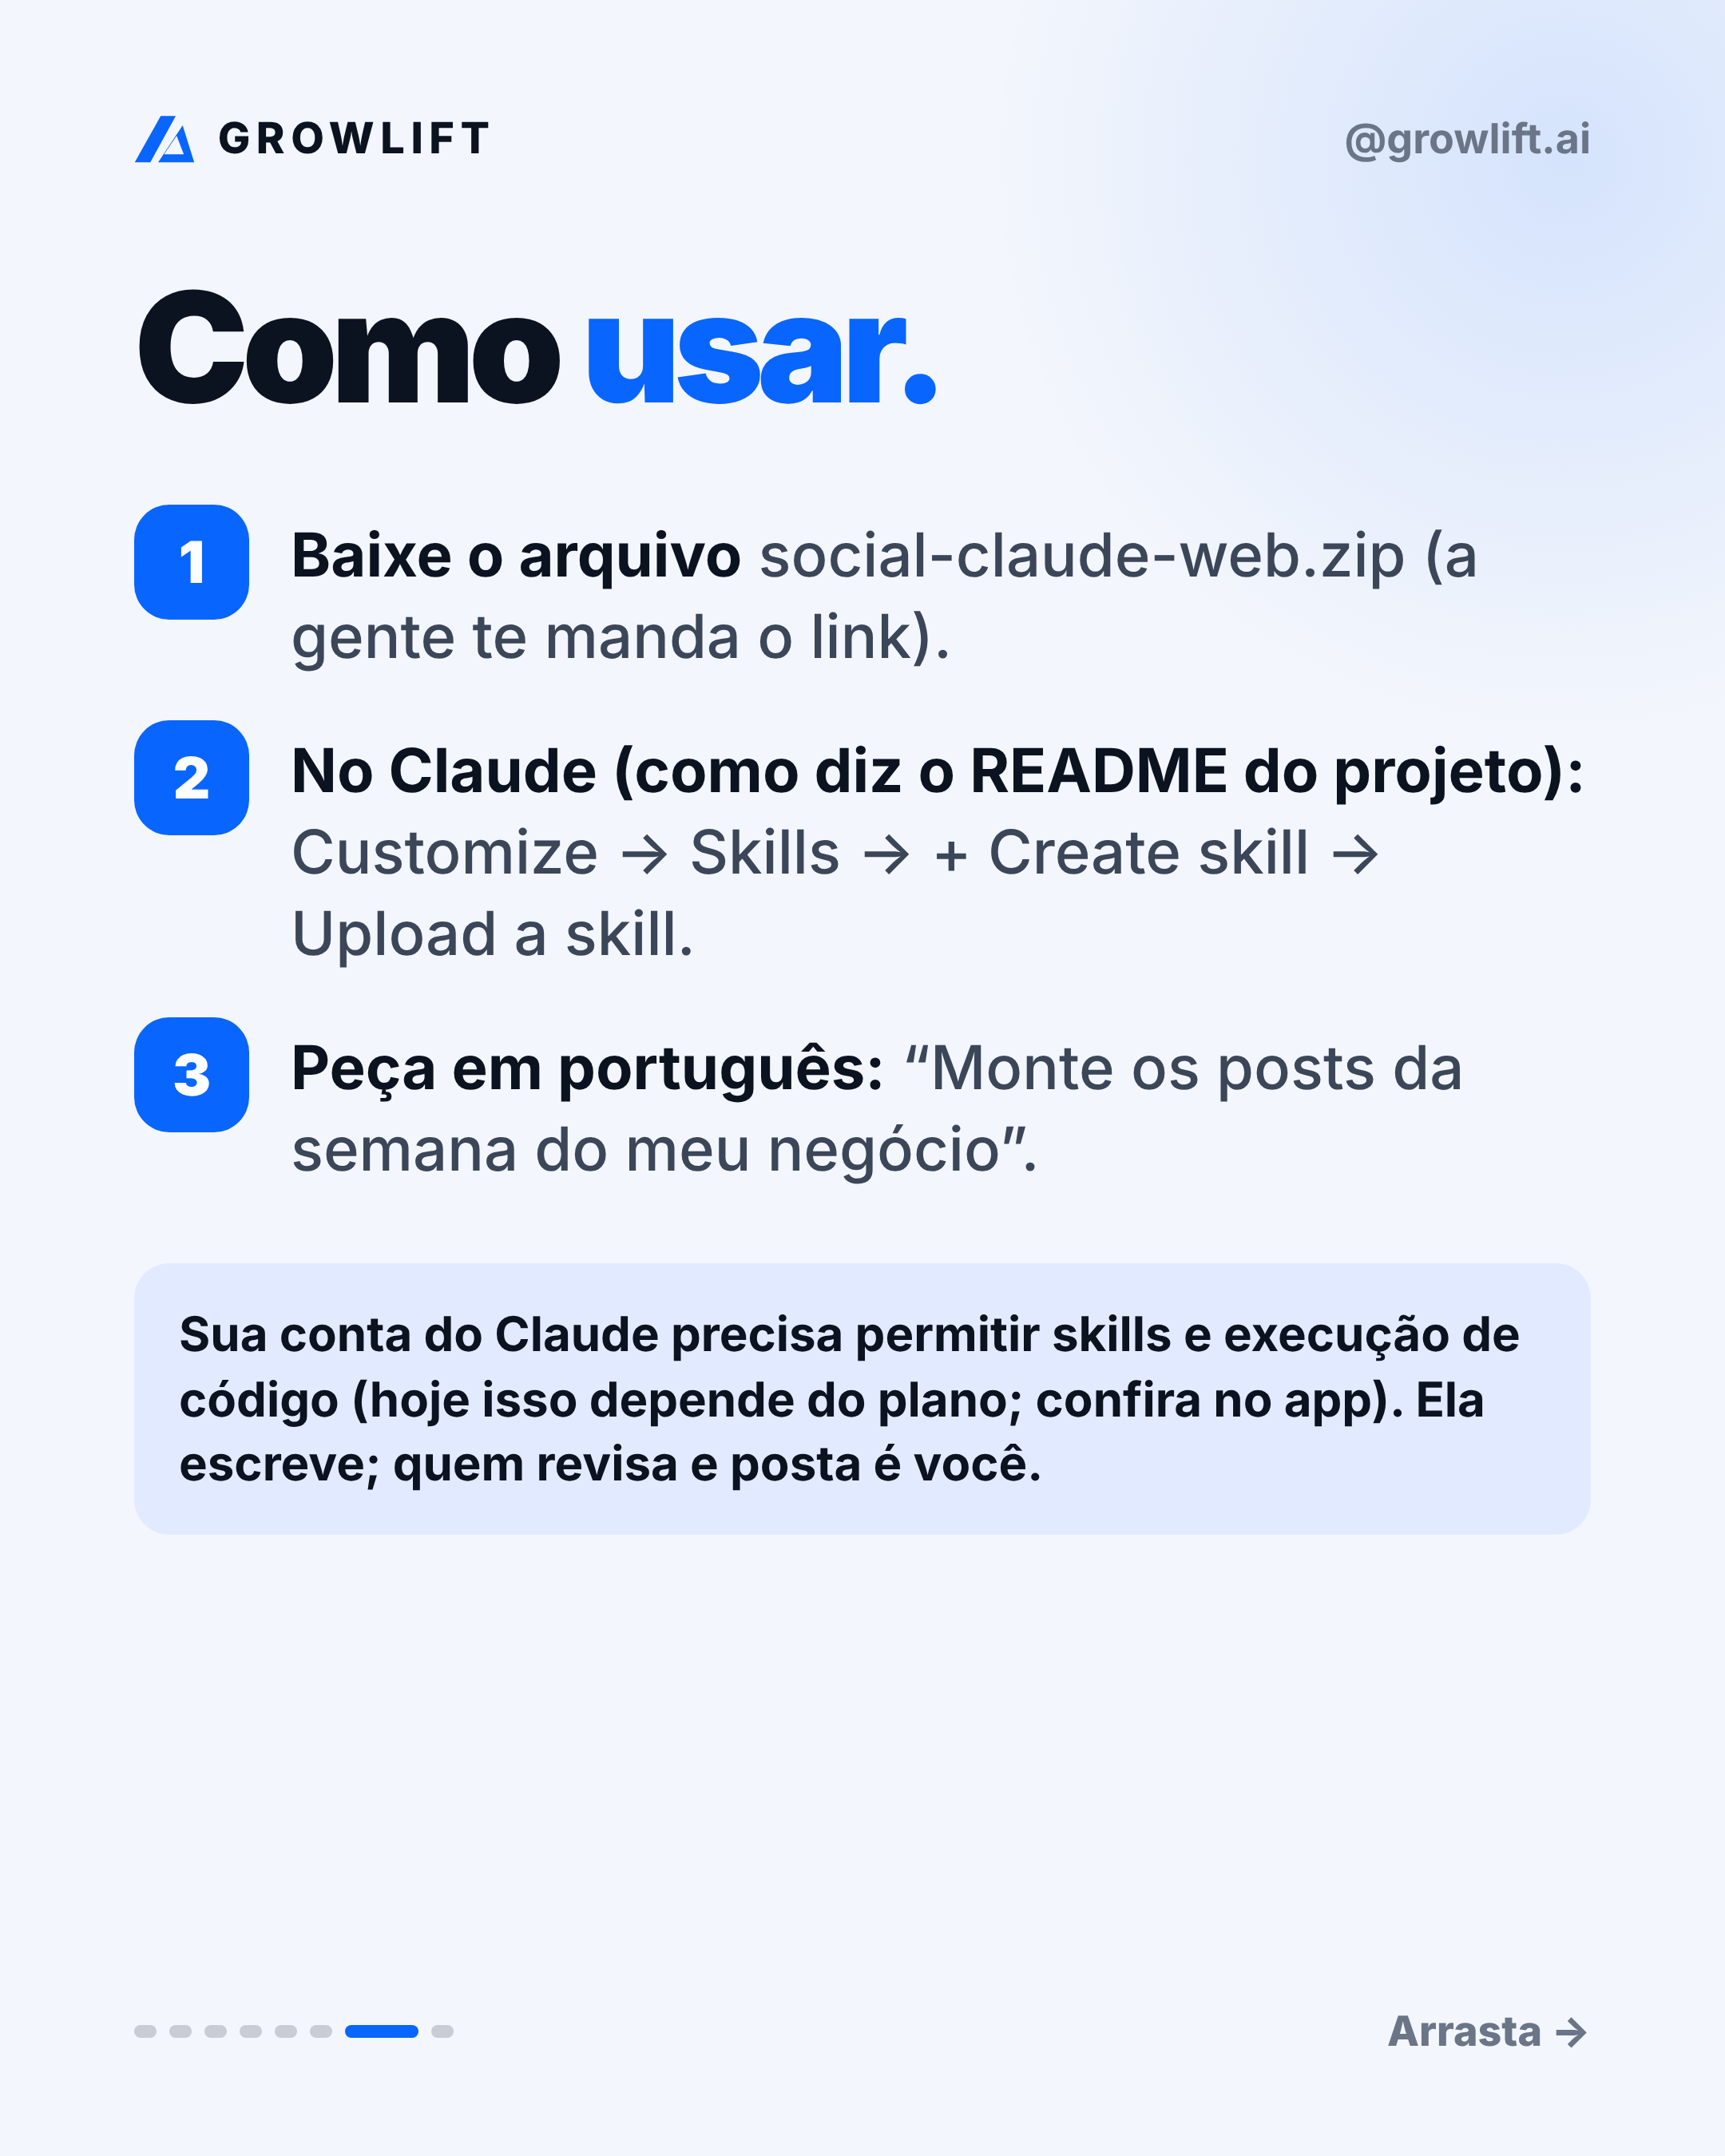 GROWLIFT
@growlift.ai
Como usar.
1
Baixe o arquivo social-claude-web.zip (a
gente te manda o link).
2
No Claude (como diz o README do projeto):
Customize → Skills → + Create skill →
Upload a skill.
3
Peça em português: “Monte os posts da
semana do meu negócio”.
Sua conta do Claude precisa permitir skills e execução de
código (hoje isso depende do plano; confira no app). Ela
escreve; quem revisa e posta é você.
Arrasta →